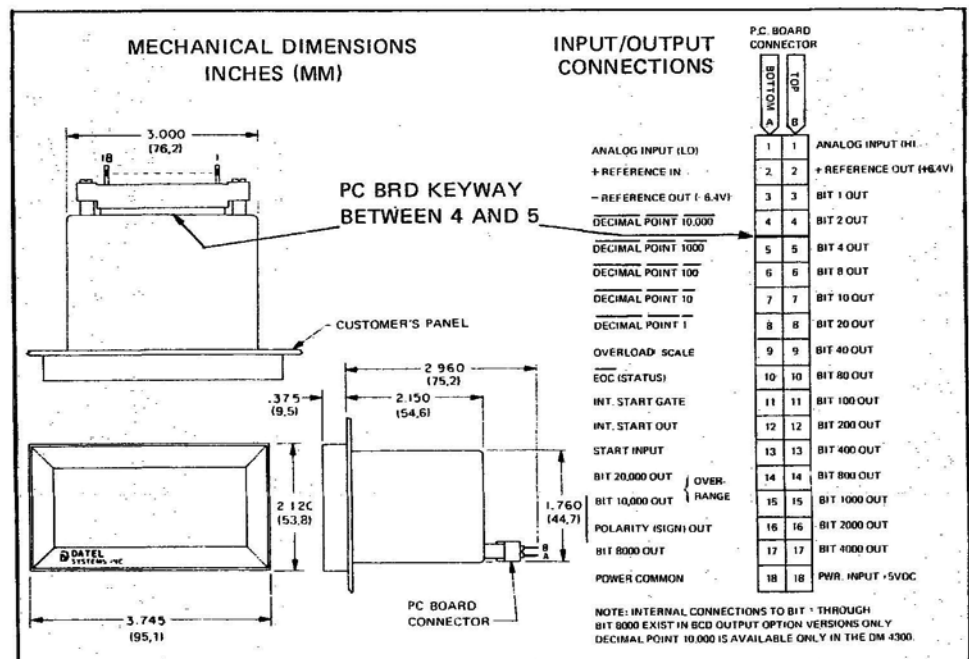 MECHANICAL DIMENSIONS
INCHES (MM)
3.000
(76,2)
18
1
PC BRD KEYWAY
BETWEEN 4 AND 5
CUSTOMER'S PANEL
.375
(9,5)
2.960
(75,2)
2.150
(54,6)
2.120
(53,8)
1.760
(44,7)
B
A
DATEL
SYSTEMS INC
3.745
(95,1)
PC BOARD
CONNECTOR
INPUT/OUTPUT
CONNECTIONS
P.C. BOARD
CONNECTOR
BOTTOM
TOP
A B
ANALOG INPUT (LO) 1 1 ANALOG INPUT (HI)
+ REFERENCE IN 2 2 + REFERENCE OUT (+6.4V)
- REFERENCE OUT (- 6.4V) 3 3 BIT 1 OUT
DECIMAL POINT 10,000 4 4 BIT 2 OUT
DECIMAL POINT 1000 5 5 BIT 4 OUT
DECIMAL POINT 100 6 6 BIT 8 OUT
DECIMAL POINT 10 7 7 BIT 10 OUT
DECIMAL POINT 1 8 8 BIT 20 OUT
OVERLOAD SCALE 9 9 BIT 40 OUT
EOC (STATUS) 10 10 BIT 80 OUT
INT. START GATE 11 11 BIT 100 OUT
INT. START OUT 12 12 BIT 200 OUT
START INPUT 13 13 BIT 400 OUT
BIT 20,000 OUT 14 14 BIT 800 OUT
BIT 10,000 OUT 15 15 BIT 1000 OUT
OVER-
RANGE
POLARITY (SIGN) OUT 16 16 BIT 2000 OUT
BIT 8000 OUT 17 17 BIT 4000 OUT
POWER COMMON 18 18 PWR. INPUT +5VDC
NOTE: INTERNAL CONNECTIONS TO BIT 1 THROUGH
BIT 8000 EXIST IN BCD OUTPUT OPTION VERSIONS ONLY
DECIMAL POINT 10,000 IS AVAILABLE ONLY IN THE DM 4300.